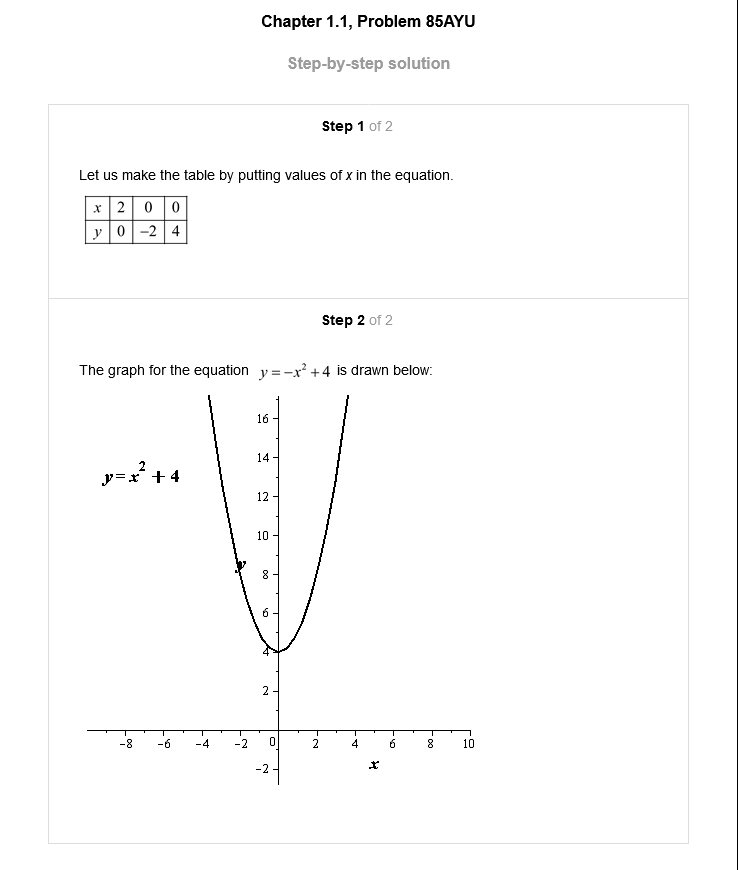 Chapter 1.1, Problem 85AYU
Step-by-step solution
Step 1 of 2
Let us make the table by putting values of x in the equation.
x 2 0 0
y 0 −2 4
Step 2 of 2
The graph for the equation y = −x² + 4 is drawn below:
16
14
y = x² + 4
12
10
y
8
6
4
2
-8 -6 -4 -2 0 2 4 6 8 10
x
-2